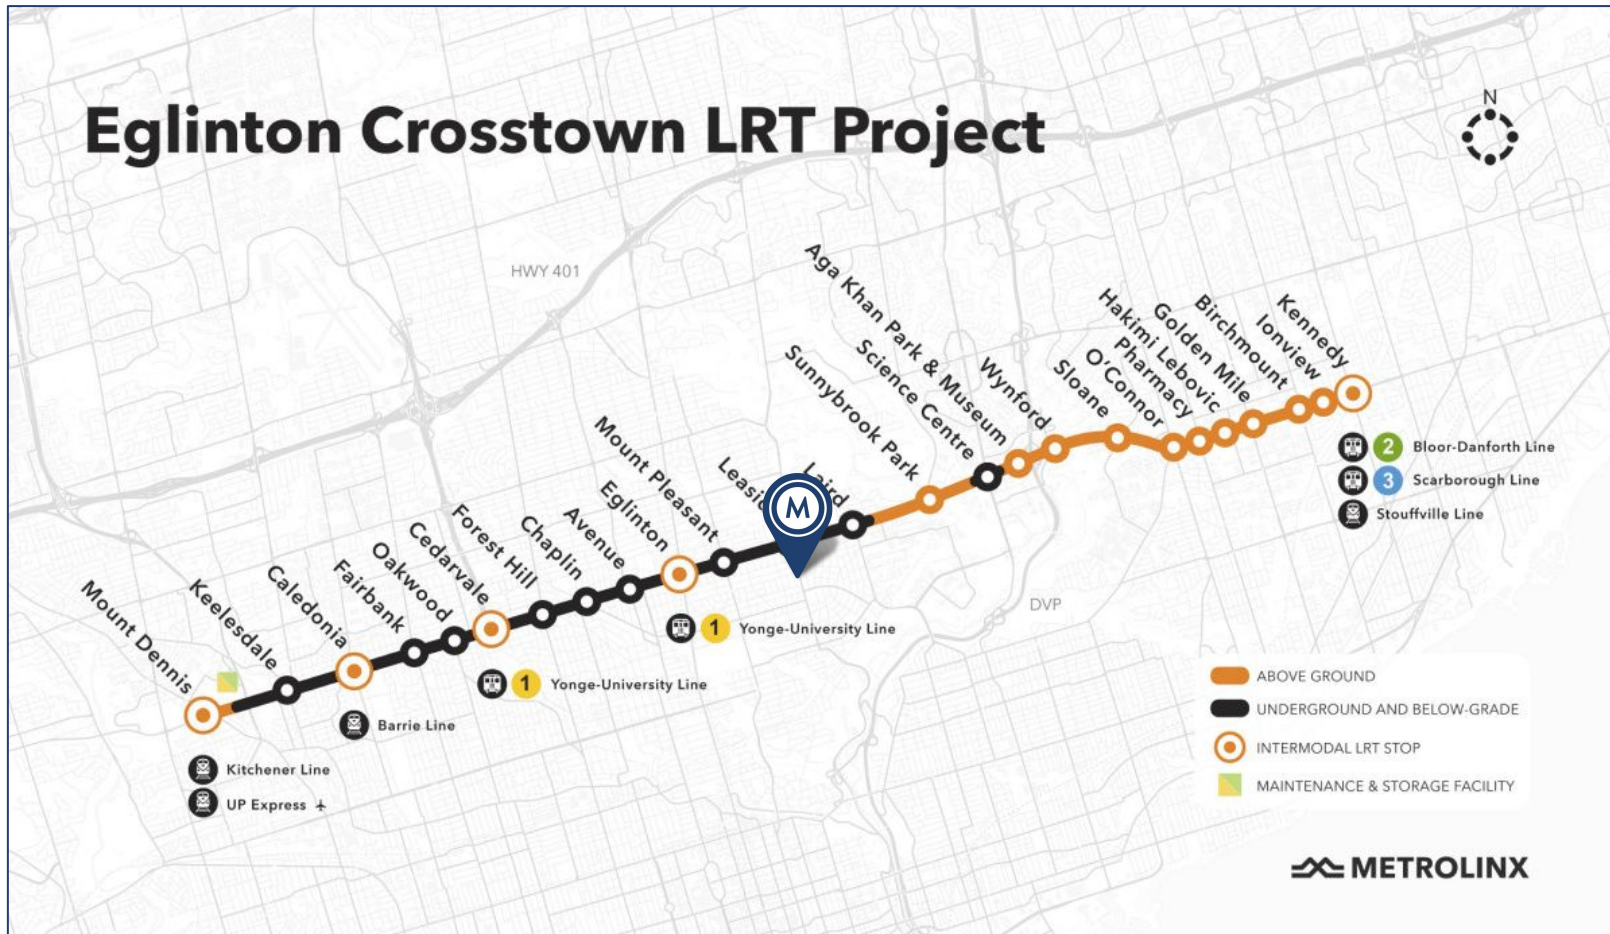 Eglinton Crosstown LRT Project
N
HWY 401
Mount Dennis
Keelesdale
Caledonia
Fairbank
Oakwood
Cedarvale
Forest Hill
Chaplin
Avenue
Eglinton
Mount Pleasant
Laird
Sunnybrook Park
Science Centre
Aga Khan Park & Museum
Wynford
Sloane
O'Connor
Pharmacy
Hakimi Lebovic
Golden Mile
Birchmount
Ionview
Kennedy
M
2 Bloor-Danforth Line
3 Scarborough Line
Stouffville Line
DVP
1 Yonge-University Line
1 Yonge-University Line
Barrie Line
Kitchener Line
UP Express
ABOVE GROUND
UNDERGROUND AND BELOW-GRADE
INTERMODAL LRT STOP
MAINTENANCE & STORAGE FACILITY
METROLINX